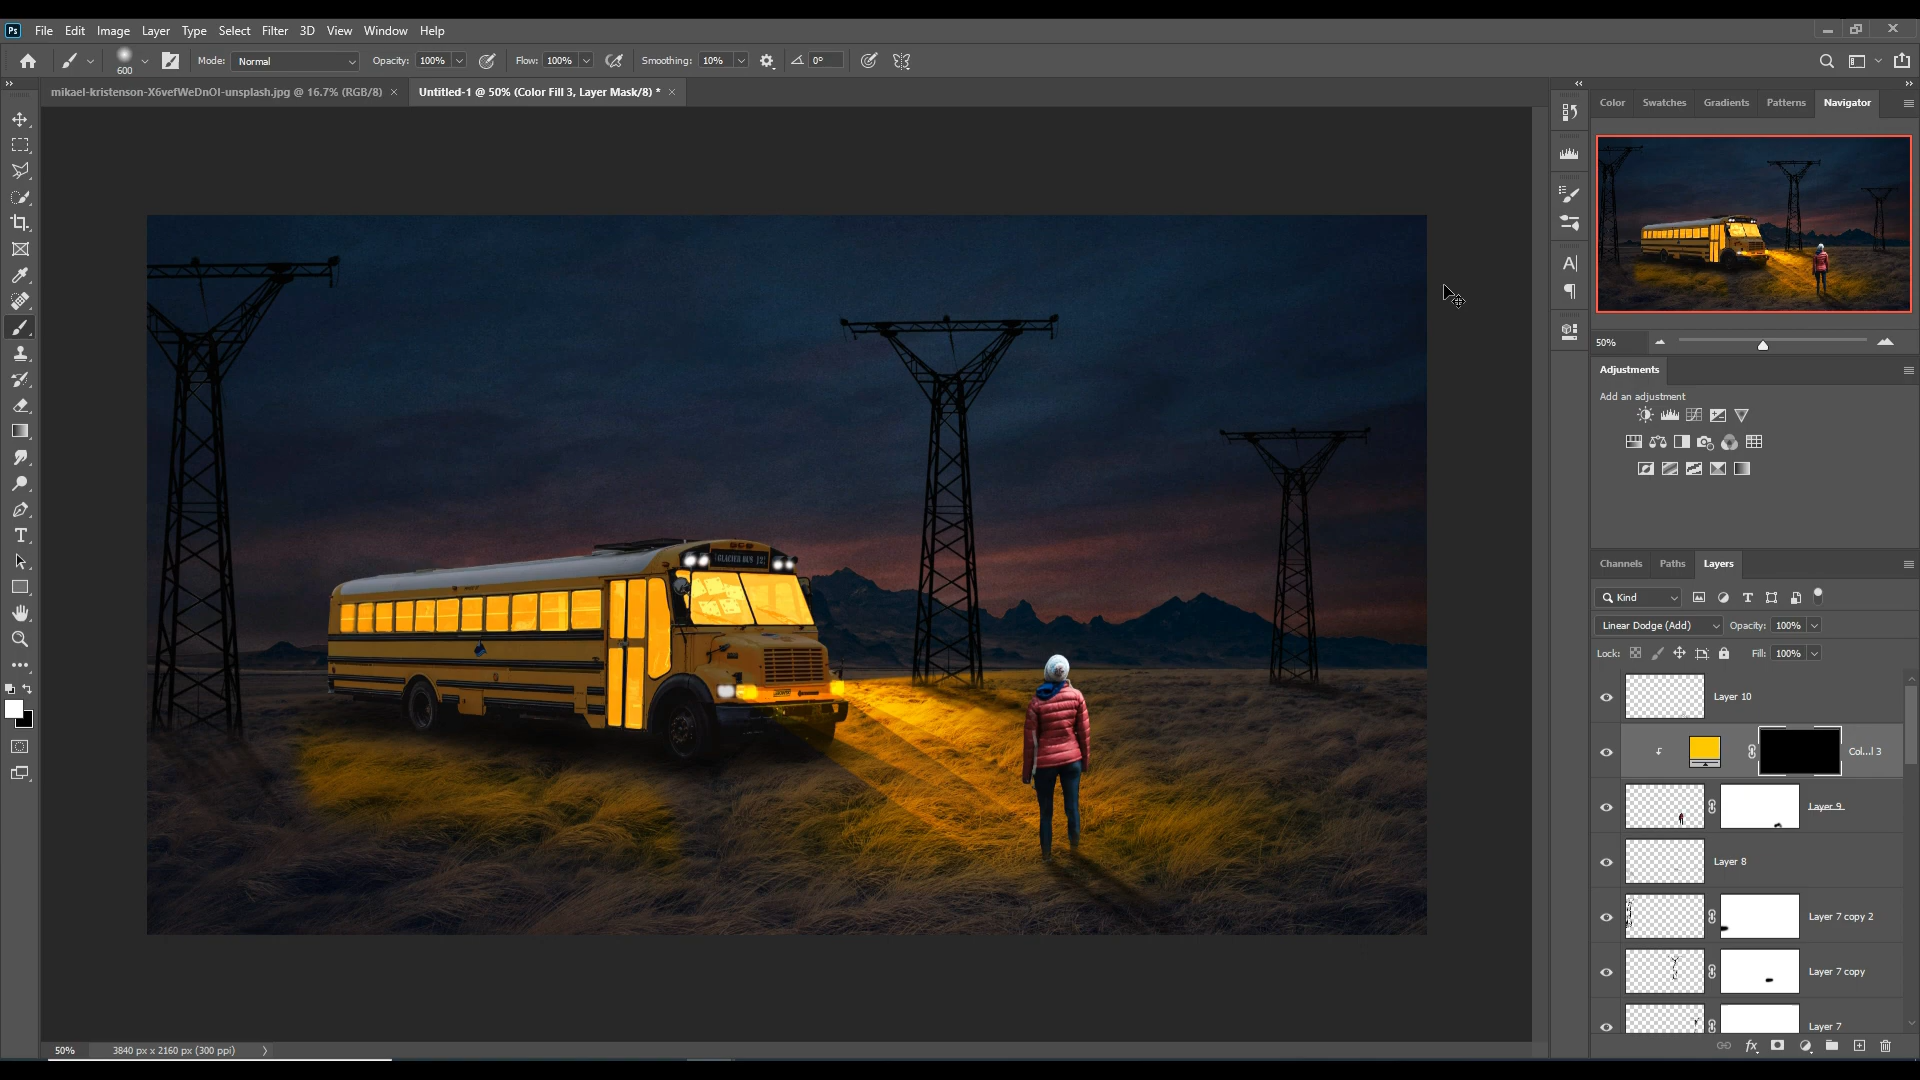 Ps File Edit Image Layer Type Select Filter 3D View Window Help
600 Mode: Normal Opacity: 100% Flow: 100% Smoothing: 10% 0°
mikael-kristenson-X6vefWeDnOI-unsplash.jpg @ 16.7% (RGB/8) × Untitled-1 @ 50% (Color Fill 3, Layer Mask/8) * ×
Color Swatches Gradients Patterns Navigator
50%
Adjustments
Add an adjustment
Channels Paths Layers
Kind
Linear Dodge (Add) Opacity: 100%
Lock: Fill: 100%
Layer 10
Col...l 3
Layer 9
Layer 8
Layer 7 copy 2
Layer 7 copy
Layer 7
50% 3840 px x 2160 px (300 ppi)